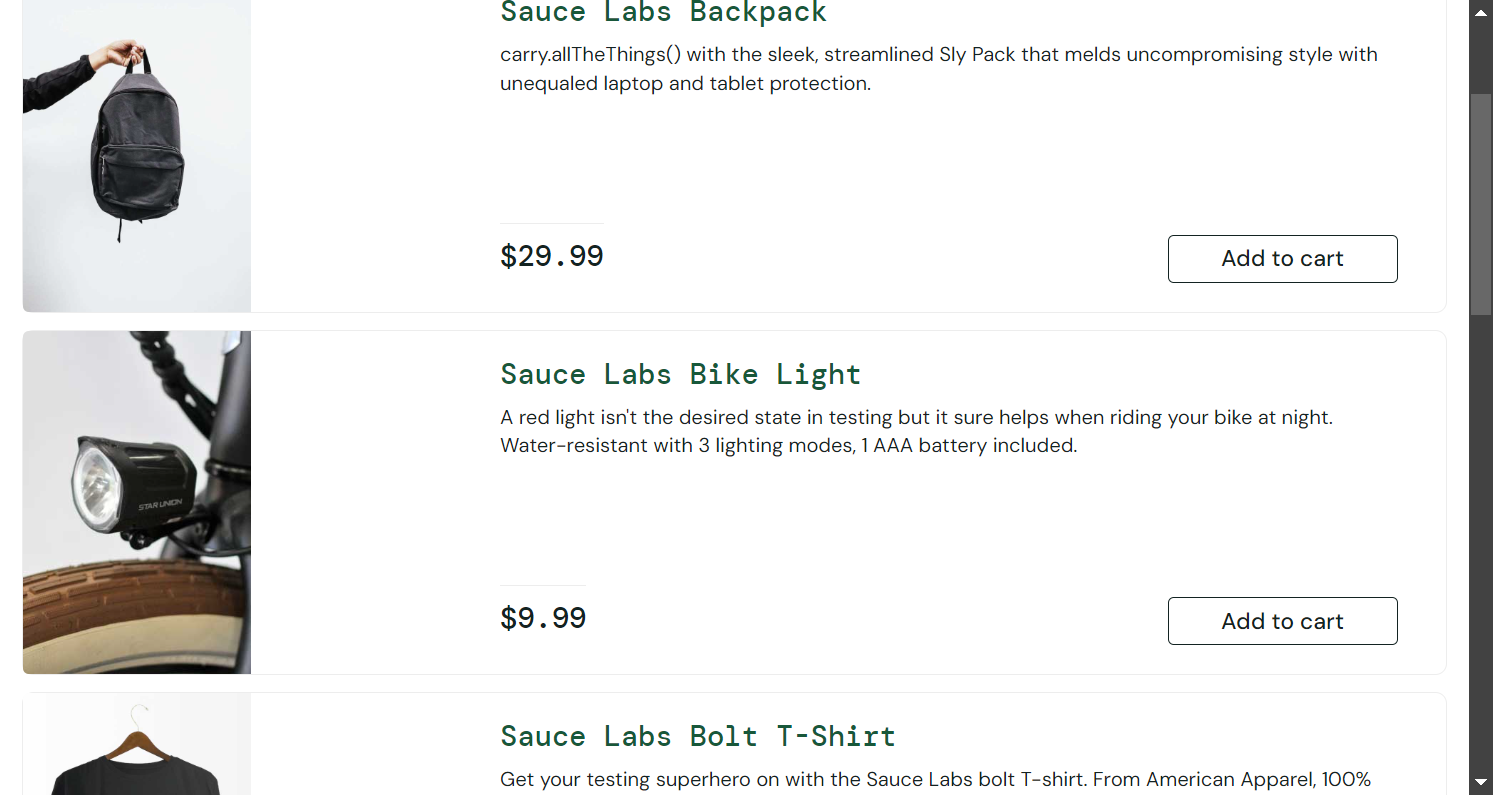 Sauce Labs Backpack
carry.allTheThings() with the sleek, streamlined Sly Pack that melds uncompromising style with
unequaled laptop and tablet protection.
$29.99
Add to cart
Sauce Labs Bike Light
A red light isn't the desired state in testing but it sure helps when riding your bike at night.
Water-resistant with 3 lighting modes, 1 AAA battery included.
STAR UNION
$9.99
Add to cart
Sauce Labs Bolt T-Shirt
Get your testing superhero on with the Sauce Labs bolt T-shirt. From American Apparel, 100%